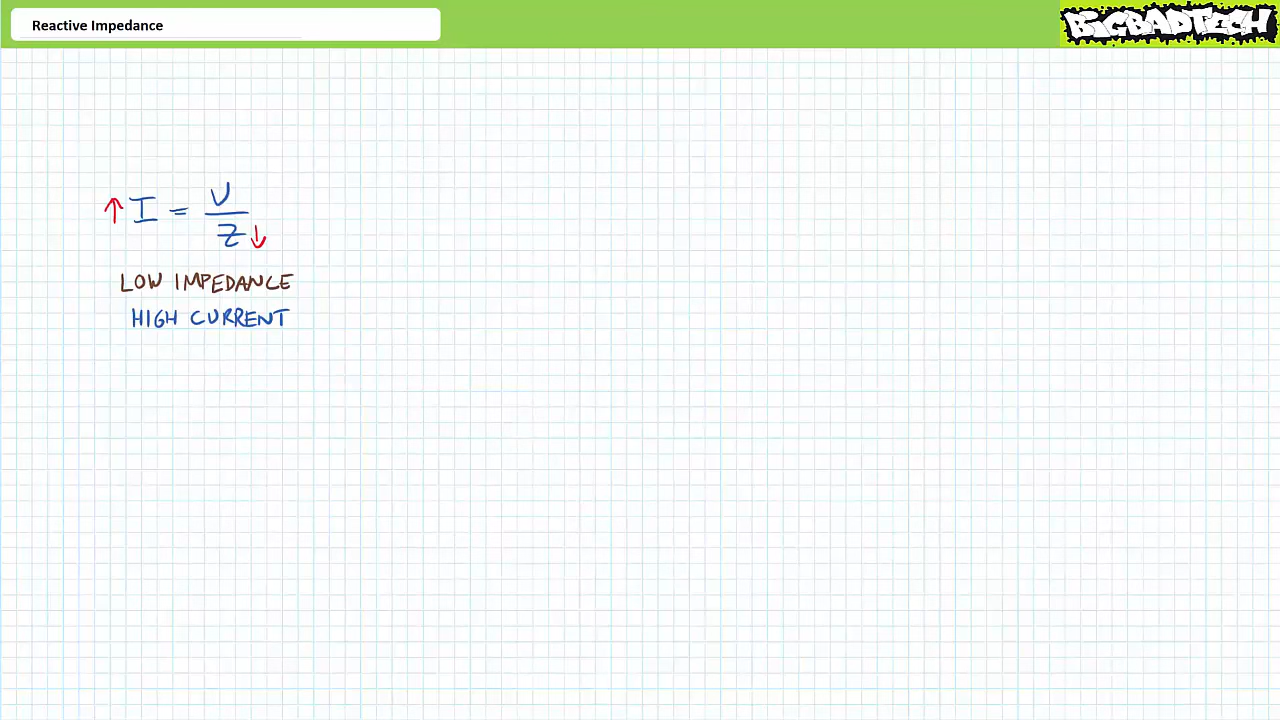 Reactive Impedance
BIGBADTECH
↑ I = V / Z ↓
LOW IMPEDANCE
HIGH CURRENT